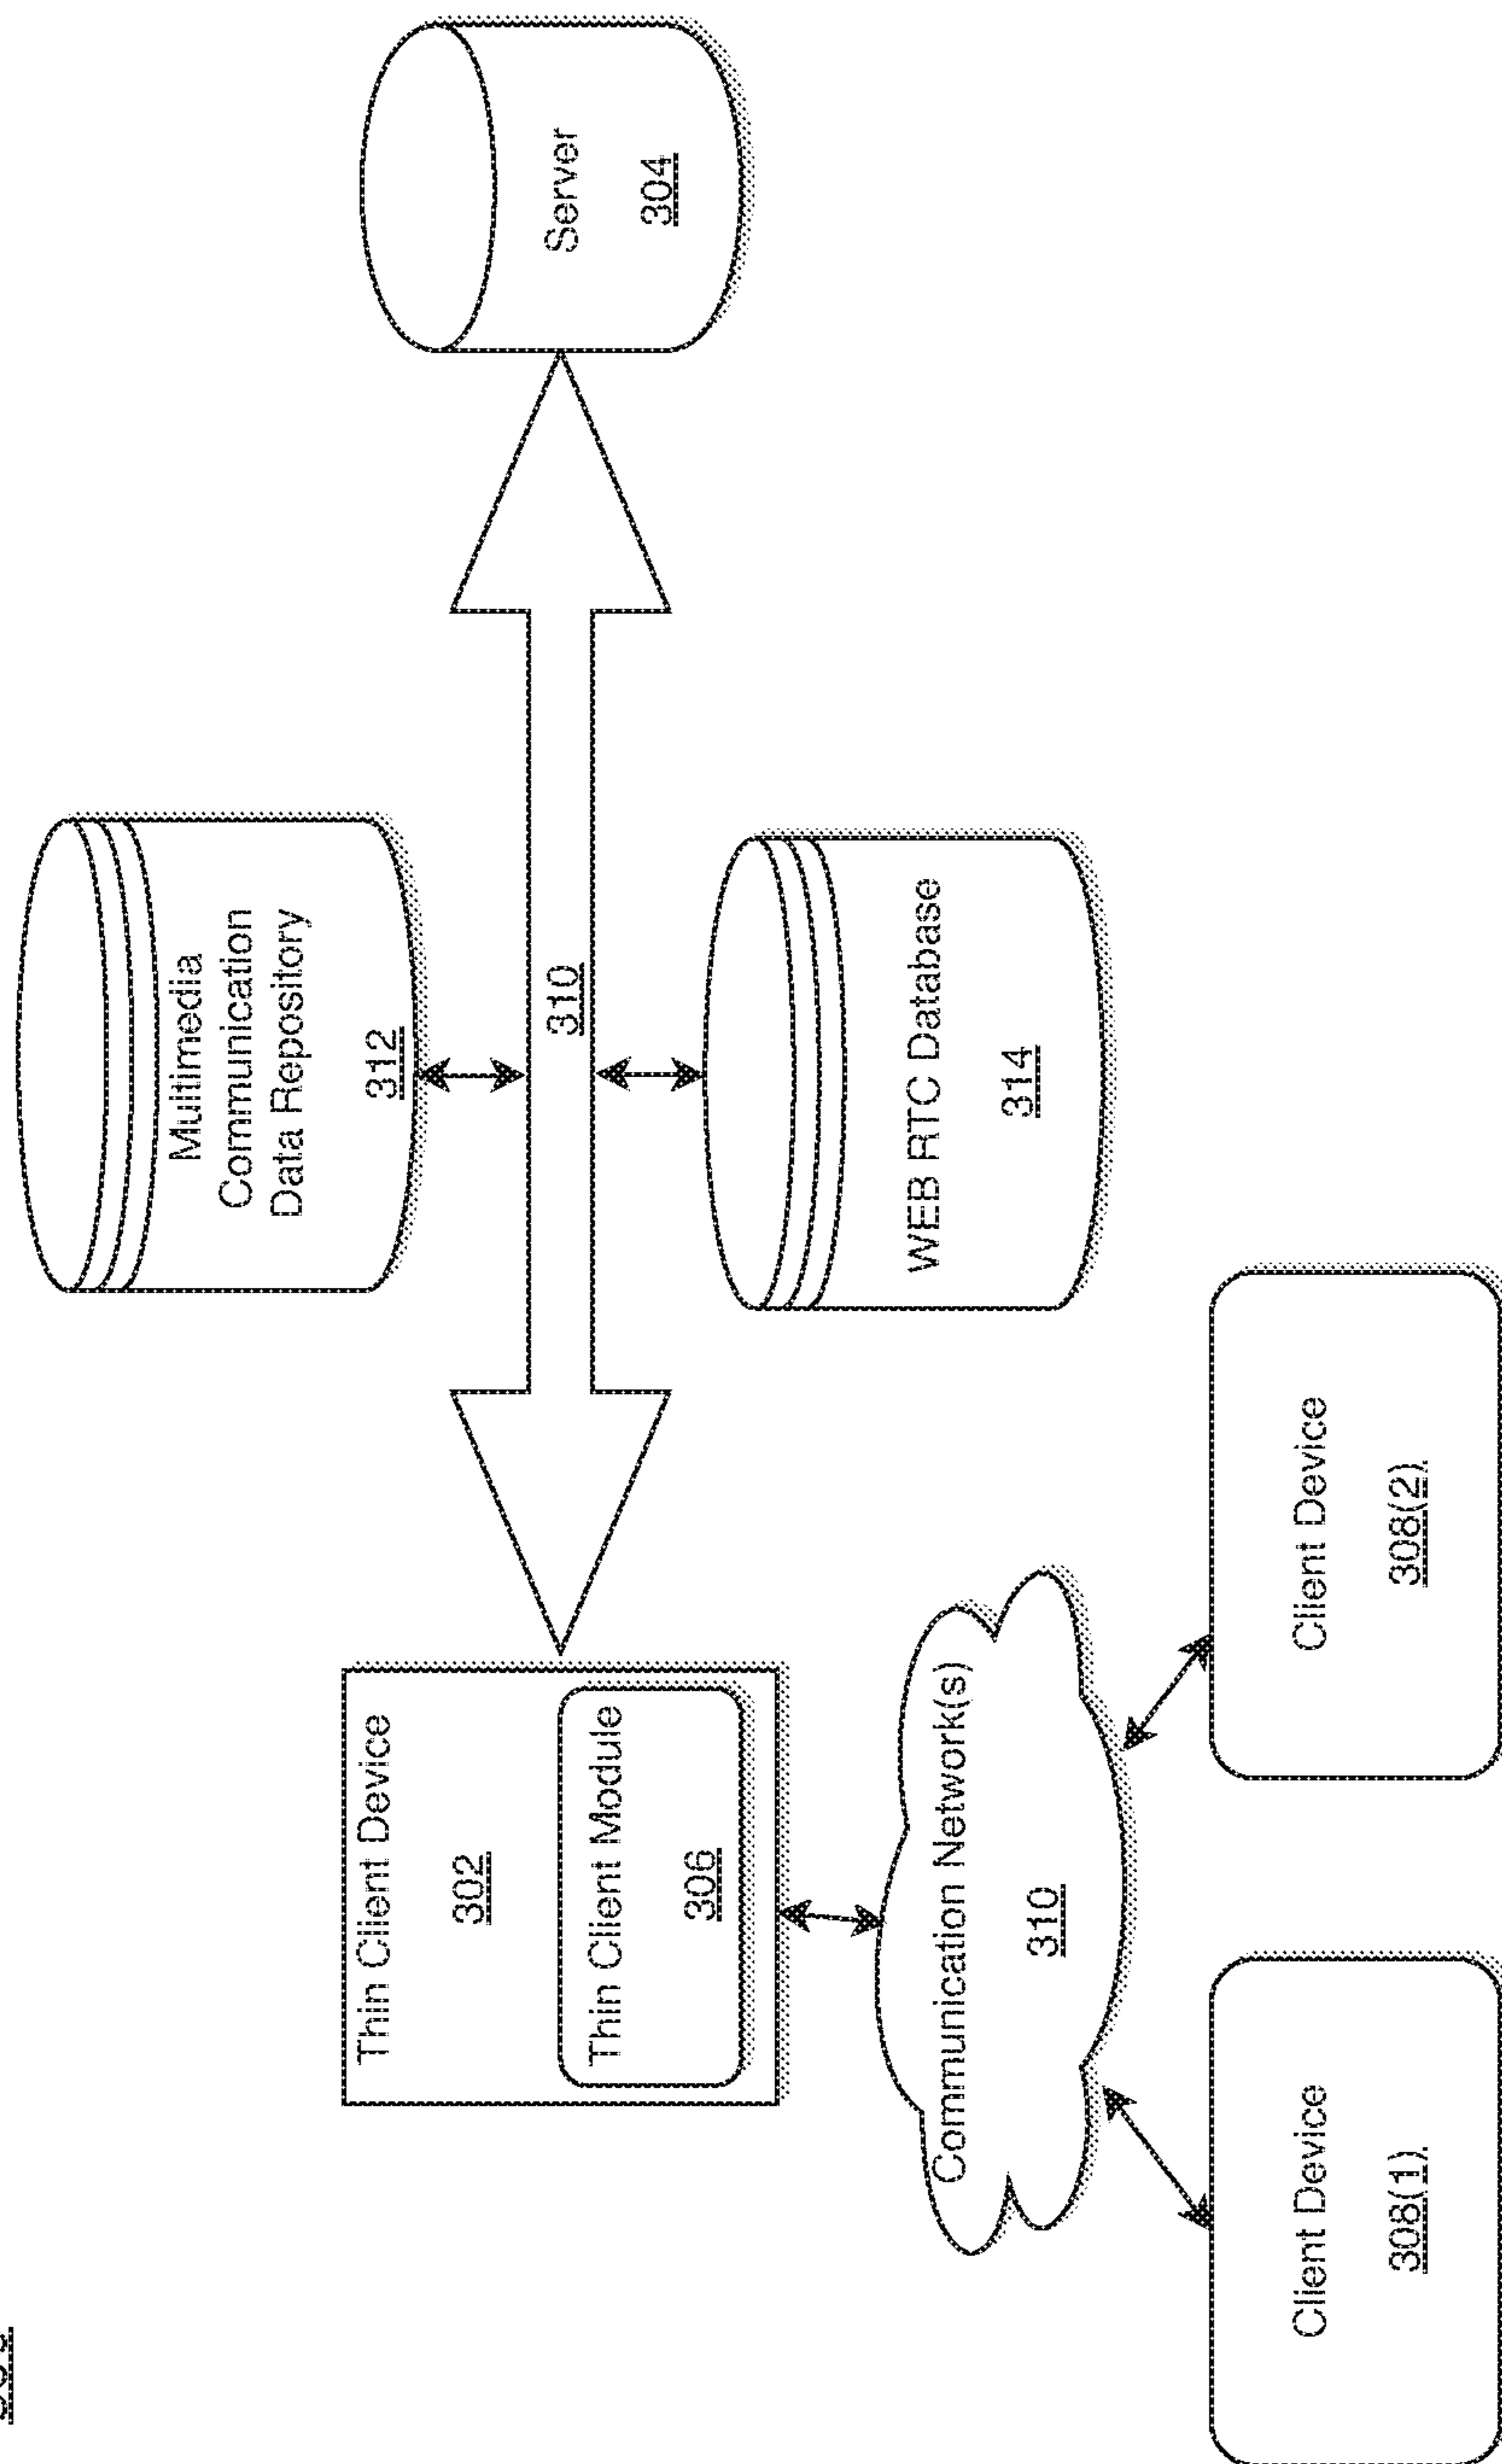 Multimedia
Communication
Data Repository
312
Server
304
310
Thin Client Device
302
Thin Client Module
306
WEB RTC Database
314
Communication Network(s)
310
Client Device
308(1)
Client Device
308(2)